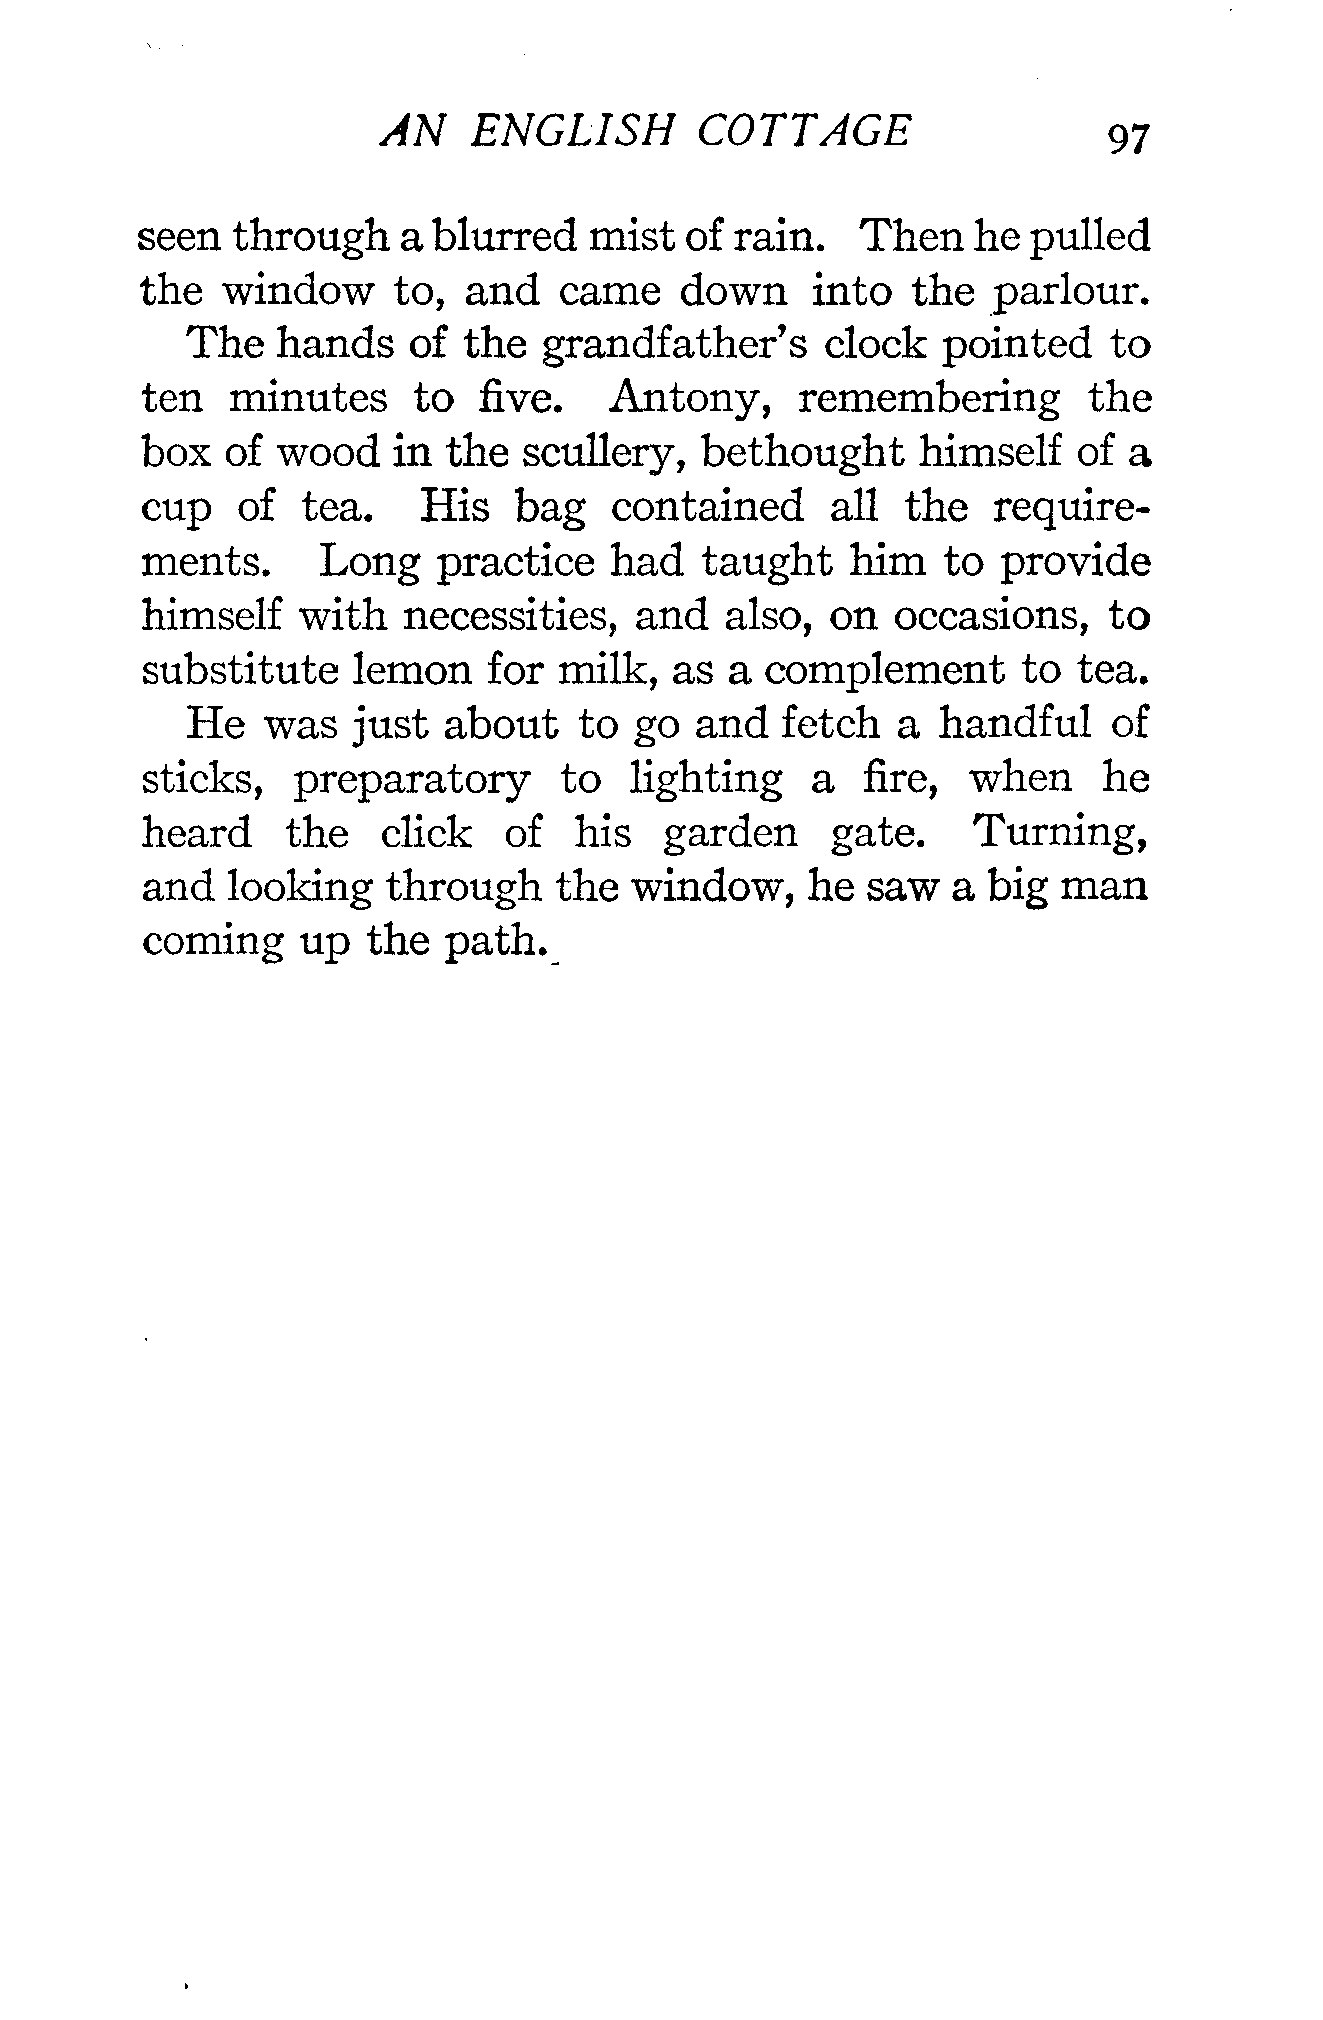 AN ENGLISH COTTAGE 97
seen through a blurred mist of rain. Then he pulled
the window to, and came down into the parlour.
The hands of the grandfather's clock pointed to
ten minutes to five. Antony, remembering the
box of wood in the scullery, bethought himself of a
cup of tea. His bag contained all the require-
ments. Long practice had taught him to provide
himself with necessities, and also, on occasions, to
substitute lemon for milk, as a complement to tea.
He was just about to go and fetch a handful of
sticks, preparatory to lighting a fire, when he
heard the click of his garden gate. Turning,
and looking through the window, he saw a big man
coming up the path.